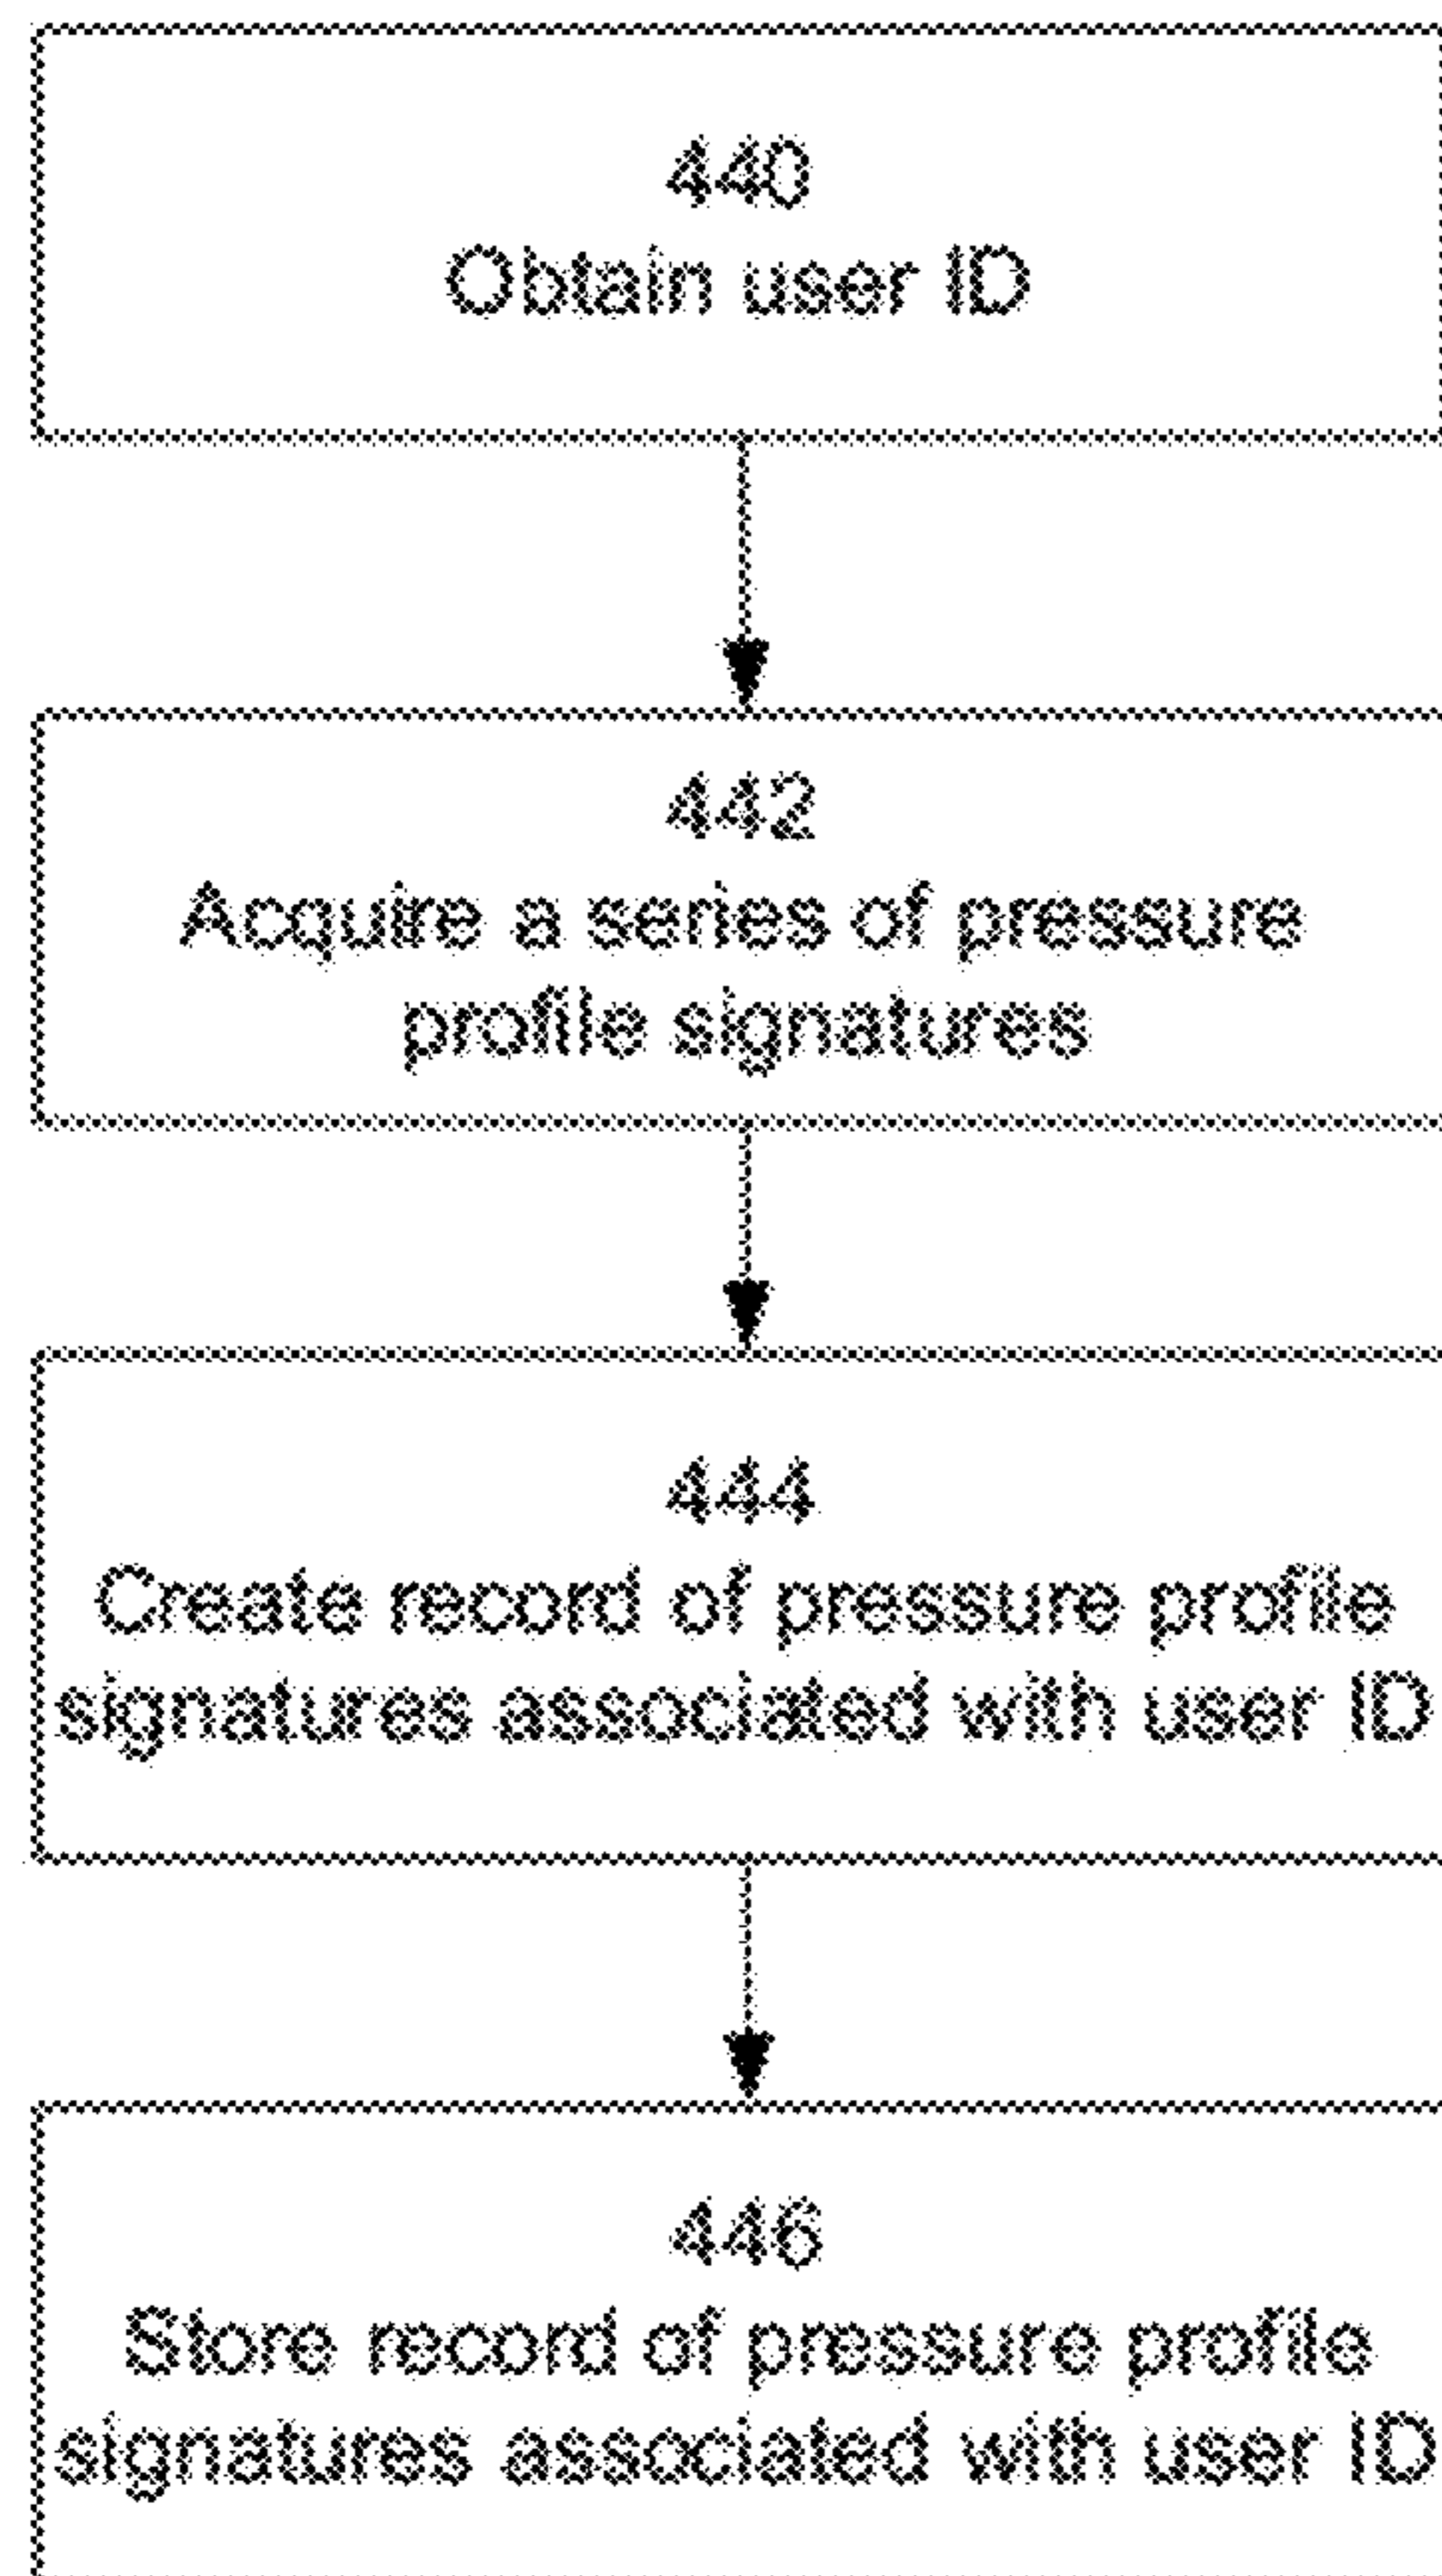 440
Obtain user ID
442
Acquire a series of pressure
profile signatures
444
Create record of pressure profile
signatures associated with user ID
446
Store record of pressure profile
signatures associated with user ID